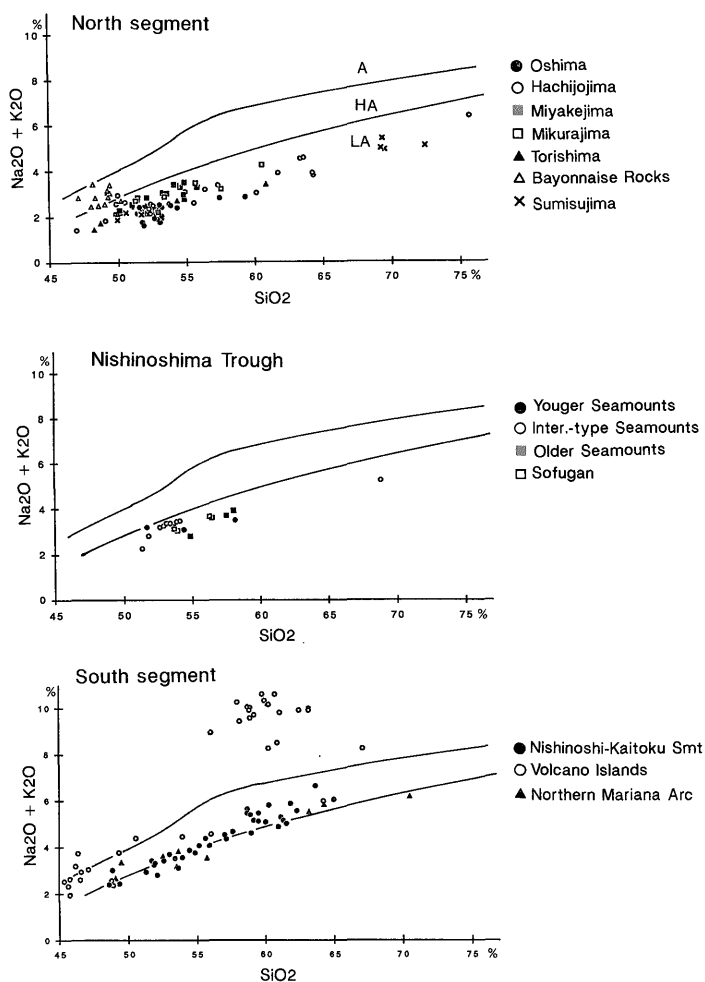 North segment
%
10
8
6
4
2
0
Na2O + K2O
A
HA
LA
45 50 55 60 65 70 75 %
SiO2
Oshima
Hachijojima
Miyakejima
Mikurajima
Torishima
Bayonnaise Rocks
Sumisujima
Nishinoshima Trough
%
10
8
6
4
2
0
Na2O + K2O
45 50 55 60 65 70 75 %
SiO2
Youger Seamounts
Inter.-type Seamounts
Older Seamounts
Sofugan
South segment
%
10
8
6
4
2
0
Na2O + K2O
45 50 55 60 65 70 75 %
SiO2
Nishinoshi-Kaitoku Smt
Volcano Islands
Northern Mariana Arc